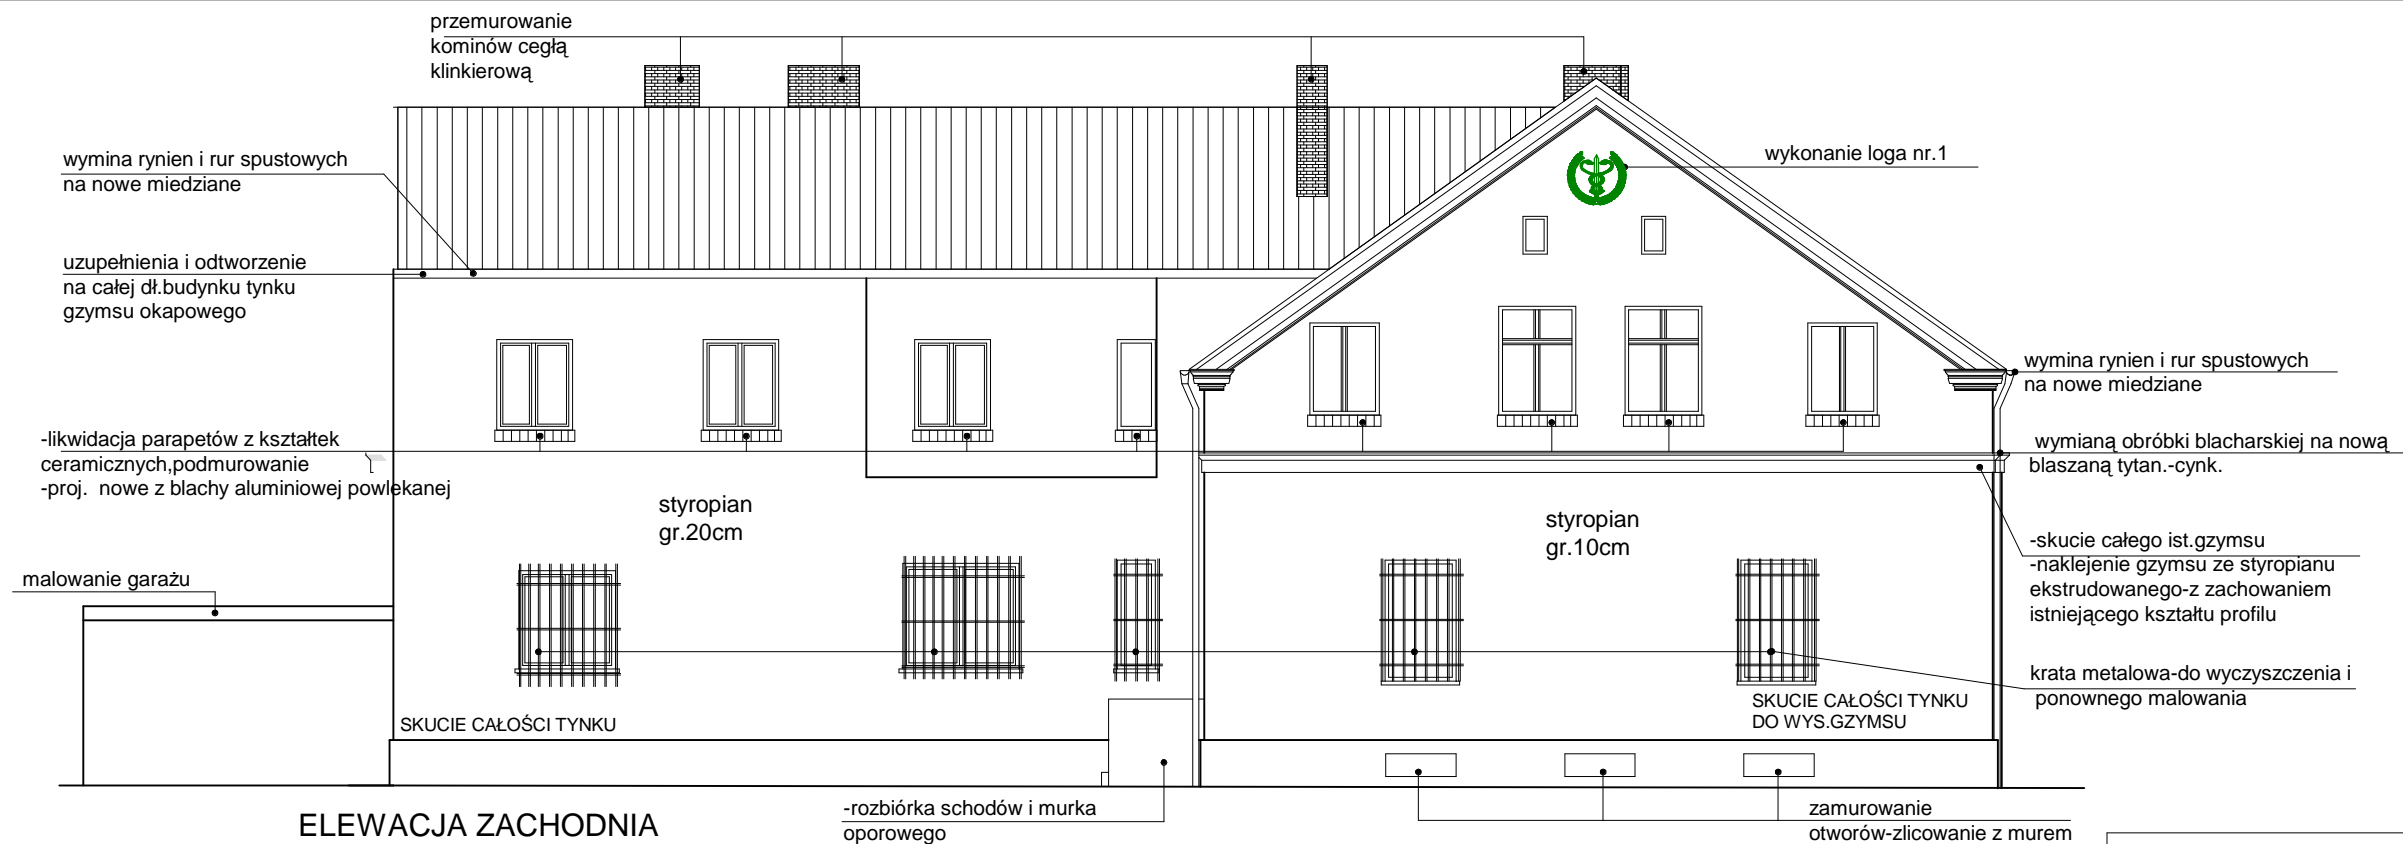 przemurowanie
kominów cegłą
klinkierową
wymina rynien i rur spustowych
na nowe miedziane
wykonanie loga nr.1
uzupełnienia i odtworzenie
na całej dł.budynku tynku
gzymsu okapowego
wymina rynien i rur spustowych
na nowe miedziane
-likwidacja parapetów z kształtek
ceramicznych,podmurowanie
-proj. nowe z blachy aluminiowej powlekanej
wymianą obróbki blacharskiej na nową
blaszaną tytan.-cynk.
styropian
gr.20cm
styropian
gr.10cm
-skucie całego ist.gzymsu
-naklejenie gzymsu ze styropianu
ekstrudowanego-z zachowaniem
istniejącego kształtu profilu
malowanie garażu
krata metalowa-do wyczyszczenia i
ponownego malowania
SKUCIE CAŁOŚCI TYNKU
SKUCIE CAŁOŚCI TYNKU
DO WYS.GZYMSU
ELEWACJA ZACHODNIA
-rozbiórka schodów i murka
oporowego
zamurowanie
otworów-zlicowanie z murem